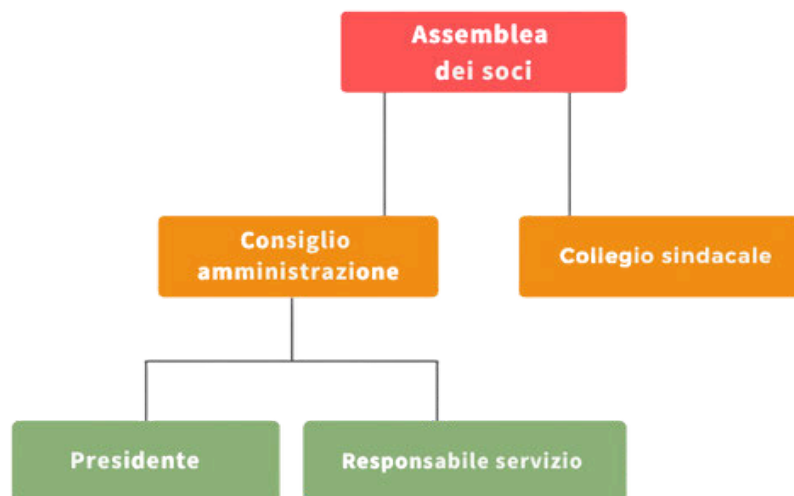 Assemblea
dei soci
Consiglio
amministrazione
Collegio sindacale
Presidente
Responsabile servizio